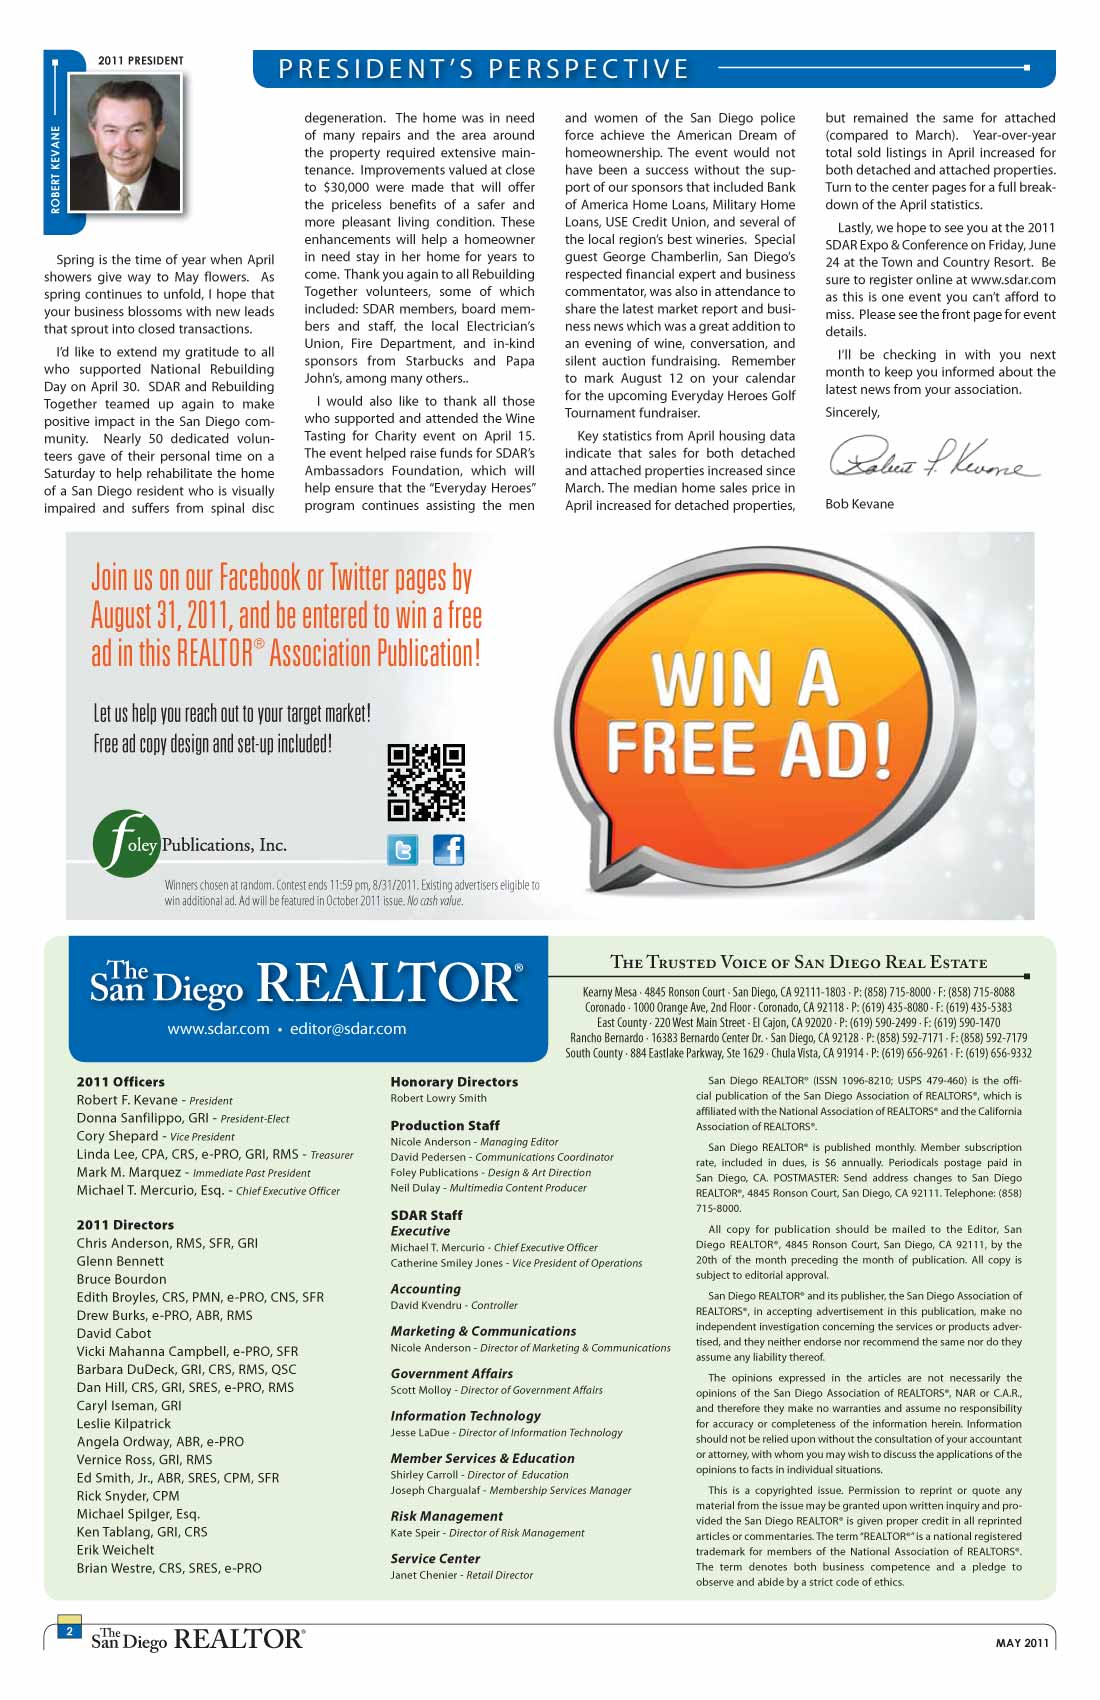 2011 PRESIDENT
ROBERT KEVANE
PRESIDENT'S PERSPECTIVE
Spring is the time of year when April
showers give way to May flowers. As
spring continues to unfold, I hope that
your business blossoms with new leads
that sprout into closed transactions.
I'd like to extend my gratitude to all
who supported National Rebuilding
Day on April 30. SDAR and Rebuilding
Together teamed up again to make
positive impact in the San Diego com-
munity. Nearly 50 dedicated volun-
teers gave of their personal time on a
Saturday to help rehabilitate the home
of a San Diego resident who is visually
impaired and suffers from spinal disc
degeneration. The home was in need
of many repairs and the area around
the property required extensive main-
tenance. Improvements valued at close
to $30,000 were made that will offer
the priceless benefits of a safer and
more pleasant living condition. These
enhancements will help a homeowner
in need stay in her home for years to
come. Thank you again to all Rebuilding
Together volunteers, some of which
included: SDAR members, board mem-
bers and staff, the local Electrician's
Union, Fire Department, and in-kind
sponsors from Starbucks and Papa
John's, among many others..
I would also like to thank all those
who supported and attended the Wine
Tasting for Charity event on April 15.
The event helped raise funds for SDAR's
Ambassadors Foundation, which will
help ensure that the "Everyday Heroes"
program continues assisting the men
and women of the San Diego police
force achieve the American Dream of
homeownership. The event would not
have been a success without the sup-
port of our sponsors that included Bank
of America Home Loans, Military Home
Loans, USE Credit Union, and several of
the local region's best wineries. Special
guest George Chamberlin, San Diego's
respected financial expert and business
commentator, was also in attendance to
share the latest market report and busi-
ness news which was a great addition to
an evening of wine, conversation, and
silent auction fundraising. Remember
to mark August 12 on your calendar
for the upcoming Everyday Heroes Golf
Tournament fundraiser.
Key statistics from April housing data
indicate that sales for both detached
and attached properties increased since
March. The median home sales price in
April increased for detached properties,
but remained the same for attached
(compared to March). Year-over-year
total sold listings in April increased for
both detached and attached properties.
Turn to the center pages for a full break-
down of the April statistics.
Lastly, we hope to see you at the 2011
SDAR Expo & Conference on Friday, June
24 at the Town and Country Resort. Be
sure to register online at www.sdar.com
as this is one event you can't afford to
miss. Please see the front page for event
details.
I'll be checking in with you next
month to keep you informed about the
latest news from your association.
Sincerely,
Robert F. Kevane
Bob Kevane
Join us on our Facebook or Twitter pages by
August 31, 2011, and be entered to win a free
ad in this REALTOR® Association Publication!
Let us help you reach out to your target market!
Free ad copy design and set-up included!
foley Publications, Inc.
Winners chosen at random. Contest ends 11:59 pm, 8/31/2011. Existing advertisers eligible to
win additional ad. Ad will be featured in October 2011 issue. No cash value.
WIN A
FREE AD!
The San Diego REALTOR®
www.sdar.com • editor@sdar.com
THE TRUSTED VOICE OF SAN DIEGO REAL ESTATE
Kearny Mesa · 4845 Ronson Court · San Diego, CA 92111-1803 · P: (858) 715-8000 · F: (858) 715-8088
Coronado · 1000 Orange Ave, 2nd Floor · Coronado, CA 92118 · P: (619) 435-8080 · F: (619) 435-5383
East County · 220 West Main Street · El Cajon, CA 92020 · P: (619) 590-2499 · F: (619) 590-1470
Rancho Bernardo · 16383 Bernardo Center Dr. · San Diego, CA 92128 · P: (858) 592-7171 · F: (858) 592-7179
South County · 884 Eastlake Parkway, Ste 1629 · Chula Vista, CA 91914 · P: (619) 656-9261 · F: (619) 656-9332
2011 Officers
Robert F. Kevane - President
Donna Sanfilippo, GRI - President-Elect
Cory Shepard - Vice President
Linda Lee, CPA, CRS, e-PRO, GRI, RMS - Treasurer
Mark M. Marquez - Immediate Past President
Michael T. Mercurio, Esq. - Chief Executive Officer
2011 Directors
Chris Anderson, RMS, SFR, GRI
Glenn Bennett
Bruce Bourdon
Edith Broyles, CRS, PMN, e-PRO, CNS, SFR
Drew Burks, e-PRO, ABR, RMS
David Cabot
Vicki Mahanna Campbell, e-PRO, SFR
Barbara DuDeck, GRI, CRS, RMS, QSC
Dan Hill, CRS, GRI, SRES, e-PRO, RMS
Caryl Iseman, GRI
Leslie Kilpatrick
Angela Ordway, ABR, e-PRO
Vernice Ross, GRI, RMS
Ed Smith, Jr., ABR, SRES, CPM, SFR
Rick Snyder, CPM
Michael Spilger, Esq.
Ken Tablang, GRI, CRS
Erik Weichelt
Brian Westre, CRS, SRES, e-PRO
Honorary Directors
Robert Lowry Smith
Production Staff
Nicole Anderson - Managing Editor
David Pedersen - Communications Coordinator
Foley Publications - Design & Art Direction
Neil Dulay - Multimedia Content Producer
SDAR Staff
Executive
Michael T. Mercurio - Chief Executive Officer
Catherine Smiley Jones - Vice President of Operations
Accounting
David Kvendru - Controller
Marketing & Communications
Nicole Anderson - Director of Marketing & Communications
Government Affairs
Scott Molloy - Director of Government Affairs
Information Technology
Jesse LaDue - Director of Information Technology
Member Services & Education
Shirley Carroll - Director of Education
Joseph Chargualaf - Membership Services Manager
Risk Management
Kate Speir - Director of Risk Management
Service Center
Janet Chenier - Retail Director
San Diego REALTOR® (ISSN 1096-8210; USPS 479-460) is the offi-
cial publication of the San Diego Association of REALTORS®, which is
affiliated with the National Association of REALTORS® and the California
Association of REALTORS®.
San Diego REALTOR® is published monthly. Member subscription
rate, included in dues, is $6 annually. Periodicals postage paid in
San Diego, CA. POSTMASTER: Send address changes to San Diego
REALTOR®, 4845 Ronson Court, San Diego, CA 92111. Telephone: (858)
715-8000.
All copy for publication should be mailed to the Editor, San
Diego REALTOR®, 4845 Ronson Court, San Diego, CA 92111, by the
20th of the month preceding the month of publication. All copy is
subject to editorial approval.
San Diego REALTOR® and its publisher, the San Diego Association of
REALTORS®, in accepting advertisement in this publication, make no
independent investigation concerning the services or products adver-
tised, and they neither endorse nor recommend the same nor do they
assume any liability thereof.
The opinions expressed in the articles are not necessarily the
opinions of the San Diego Association of REALTORS®, NAR or C.A.R.,
and therefore they make no warranties and assume no responsibility
for accuracy or completeness of the information herein. Information
should not be relied upon without the consultation of your accountant
or attorney, with whom you may wish to discuss the applications of the
opinions to facts in individual situations.
This is a copyrighted issue. Permission to reprint or quote any
material from the issue may be granted upon written inquiry and pro-
vided the San Diego REALTOR® is given proper credit in all reprinted
articles or commentaries. The term "REALTOR®" is a national registered
trademark for members of the National Association of REALTORS®.
The term denotes both business competence and a pledge to
observe and abide by a strict code of ethics.
2
The San Diego REALTOR®
MAY 2011